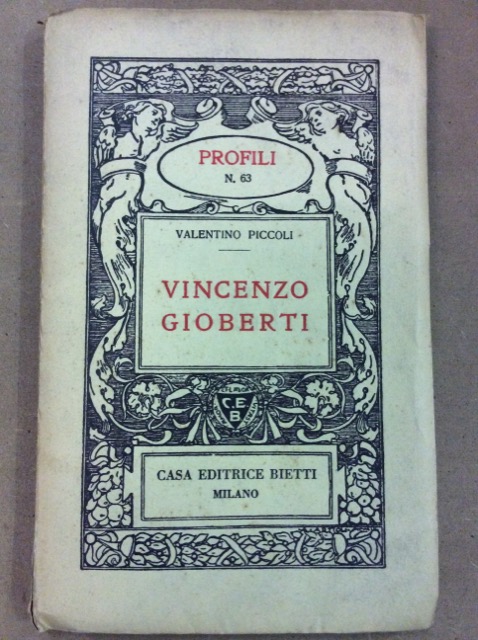 PROFILI
N. 63
VALENTINO PICCOLI
VINCENZO
GIOBERTI
C.E.
B
CASA EDITRICE BIETTI
MILANO